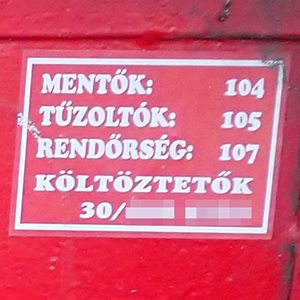 MENTŐK: 104
TŰZOLTÓK: 105
RENDŐRSÉG: 107
KÖLTÖZTETŐK
30/